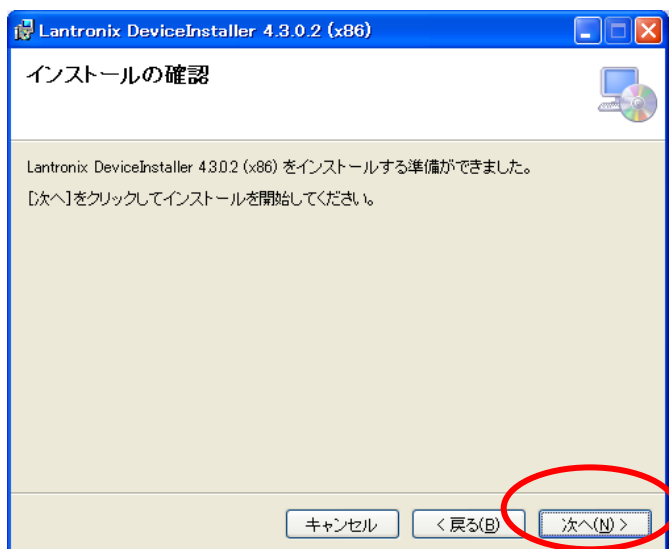 Lantronix DeviceInstaller 4.3.0.2 (x86)
インストールの確認
Lantronix DeviceInstaller 4.3.0.2 (x86) をインストールする準備ができました。
[次へ]をクリックしてインストールを開始してください。
キャンセル
< 戻る(B)
次へ(N) >